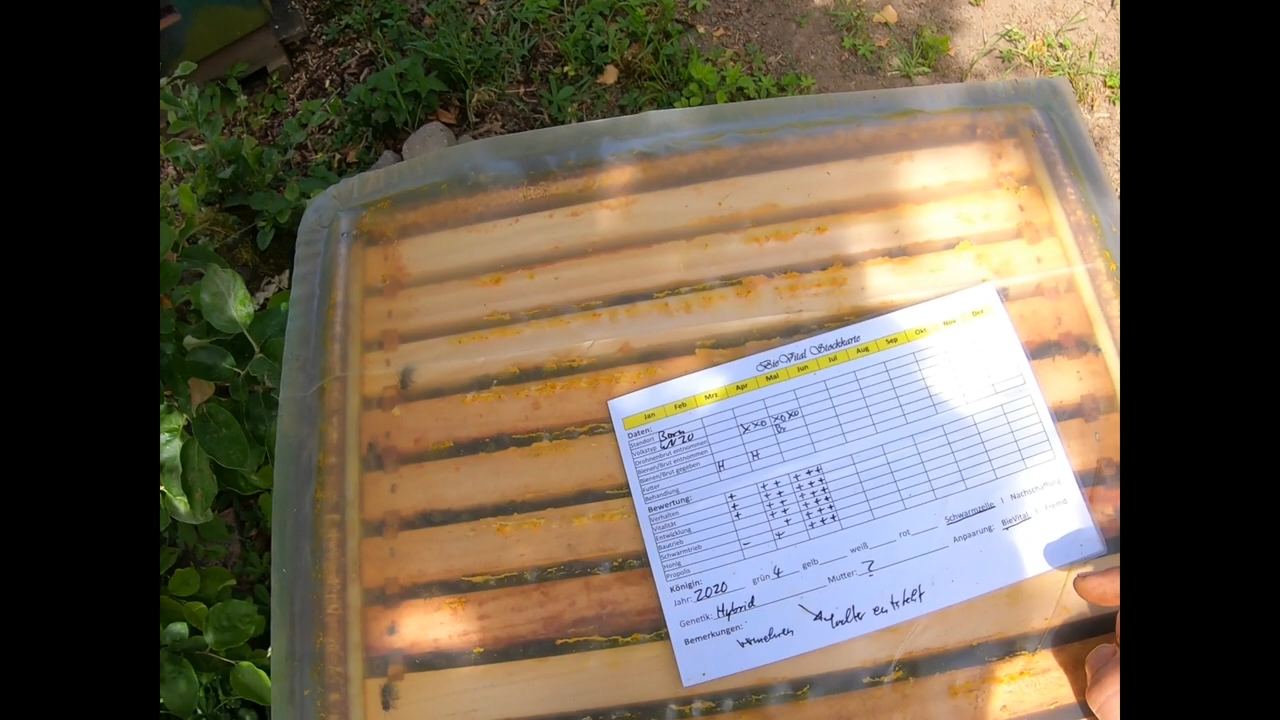 BioVital Stockkarte
Jan Feb Mrz Apr Mai Jun Jul Aug Sep Okt Nov Dez
Daten:
Standort
Volkstyp
Drohnenbrut entnommen
Bienen/Brut entnommen
Bienen/Brut gegeben
Futter
Behandlung
Bewertung:
Verhalten
Vitalität
Entwicklung
Bautrieb
Schwarmtrieb
Honig
Propolis
Königin:
Jahr: 2020 grün 4 gelb weiß rot Schwarmzelle I Nachschaffung
Genetik: Hybrid Mutter: ? Anpaarung: BieVital I Fremd
Bemerkungen: vermehren